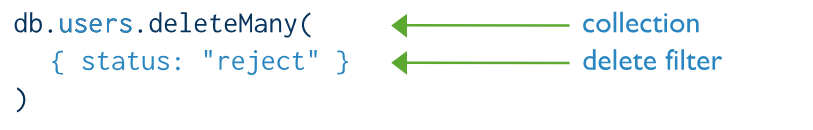 db.users.deleteMany( collection
{ status: "reject" } delete filter
)